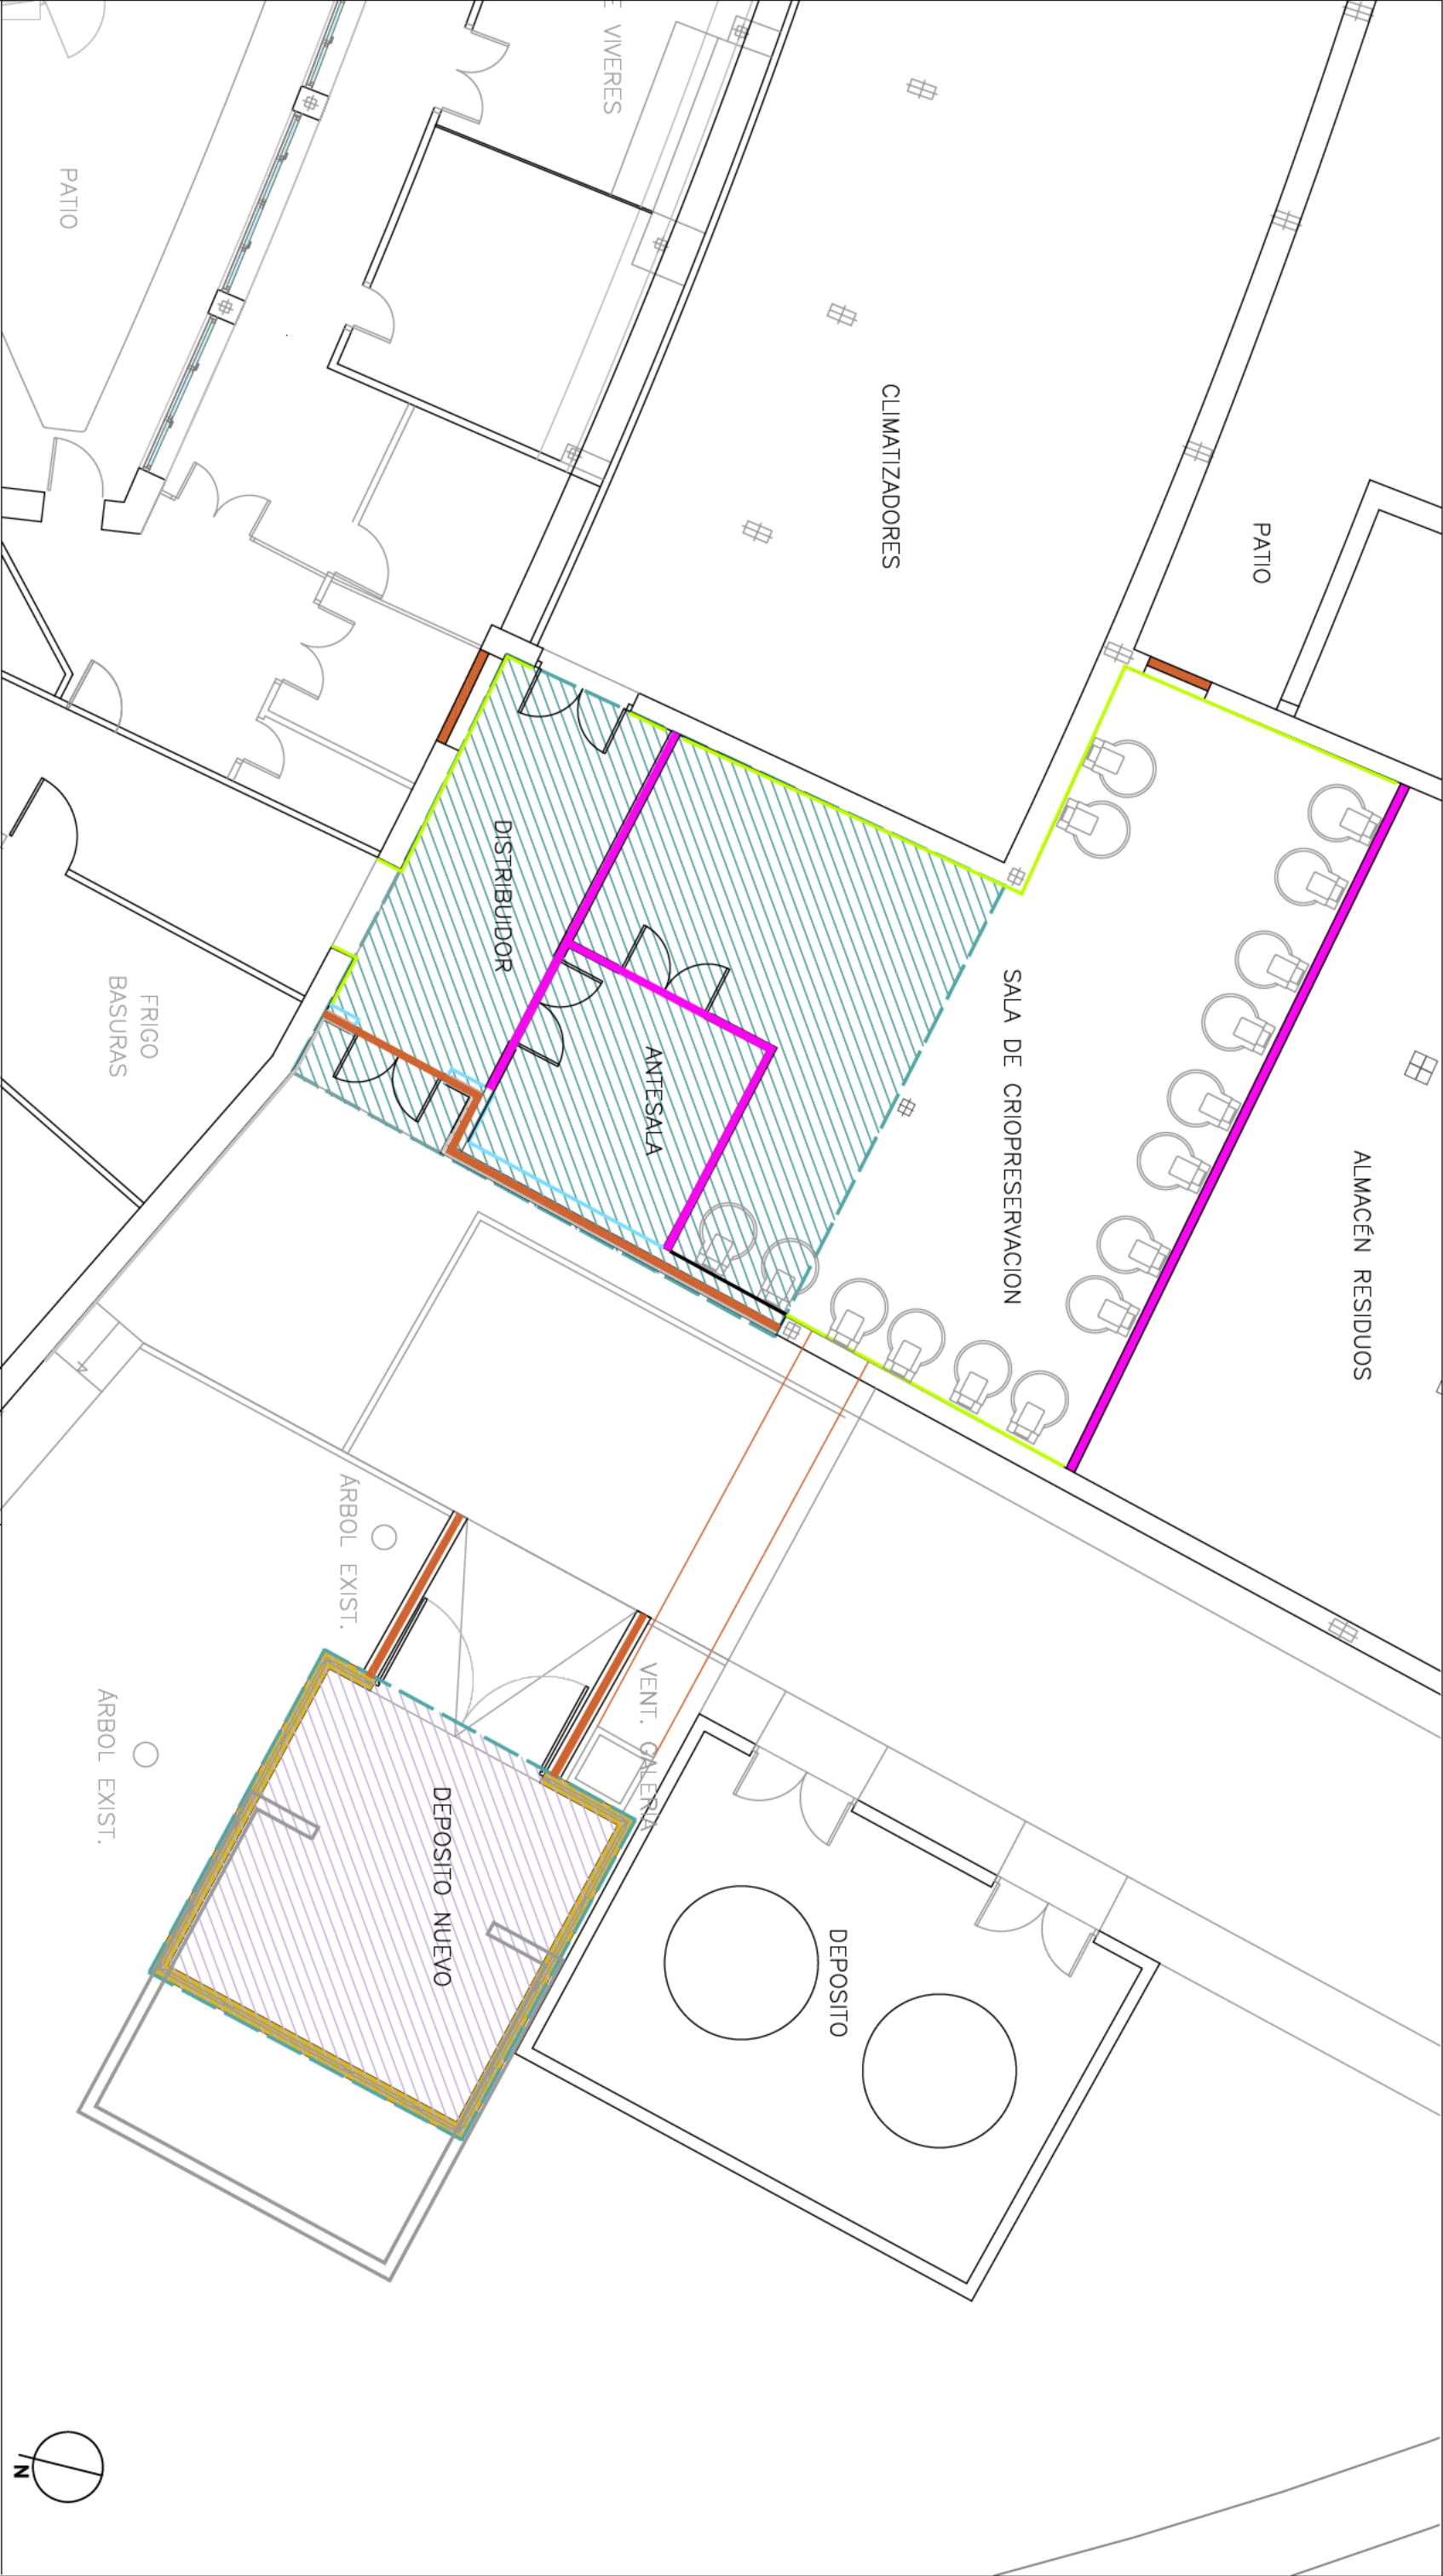 E VIVERES
PATIO
CLIMATIZADORES
PATIO
DISTRIBUIDOR
ANTESALA
SALA DE CRIOPRESERVACION
ALMACÉN RESIDUOS
FRIGO
BASURAS
4
ÁRBOL EXIST.
ÁRBOL EXIST.
VENT. GALERIA
DEPOSITO NUEVO
DEPOSITO
N